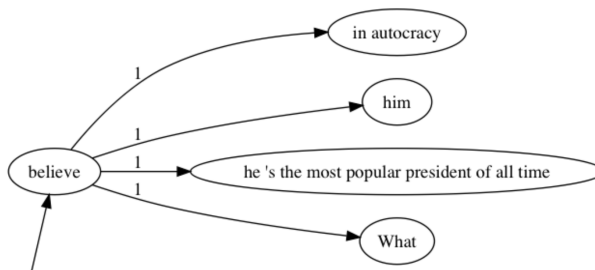 in autocracy
1
him
1
believe
1
he 's the most popular president of all time
1
What